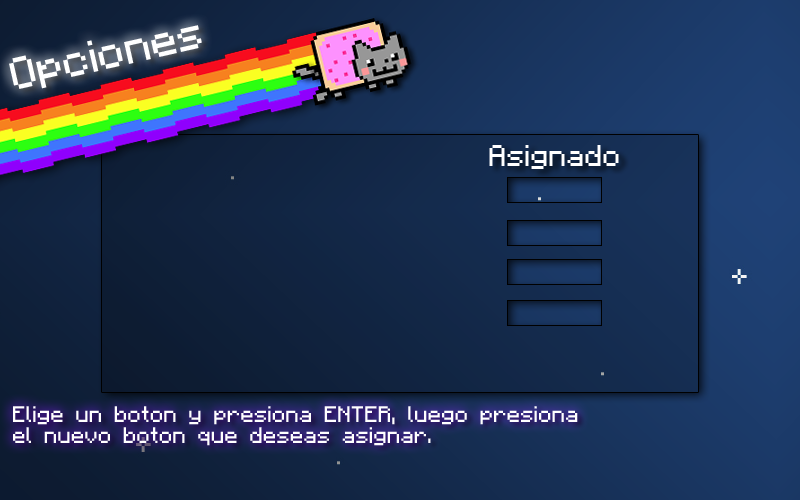 Opciones
Asignado
Elige un boton y presiona ENTER, luego presiona
el nuevo boton que deseas asignar.